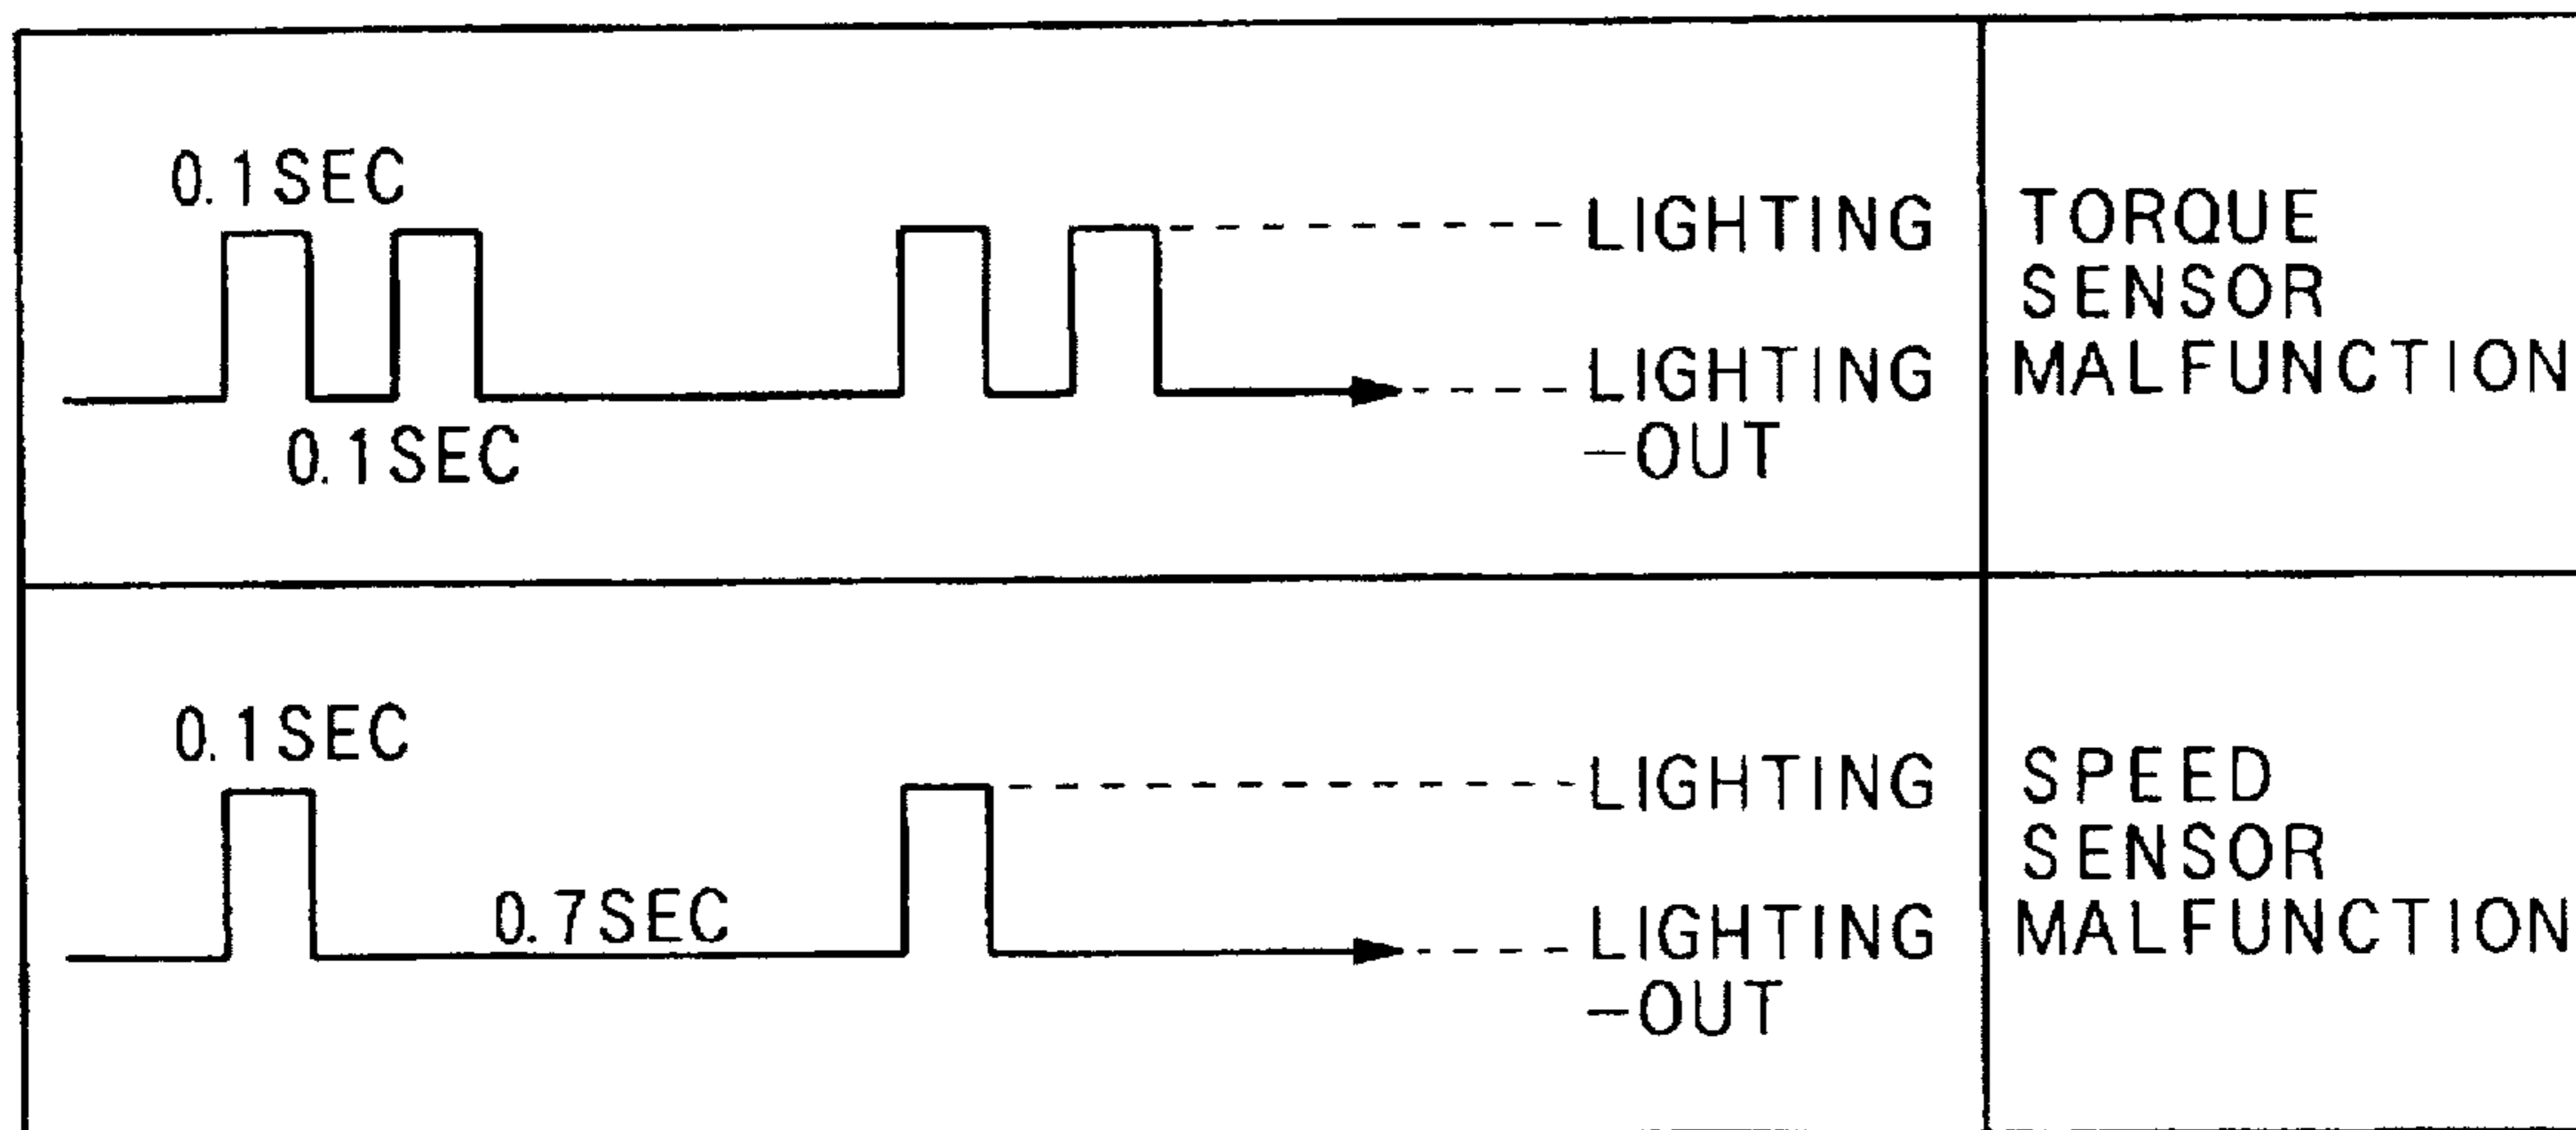 0.1SEC
0.1SEC
LIGHTING
LIGHTING
-OUT
TORQUE
SENSOR
MALFUNCTION
0.1SEC
0.7SEC
LIGHTING
LIGHTING
-OUT
SPEED
SENSOR
MALFUNCTION